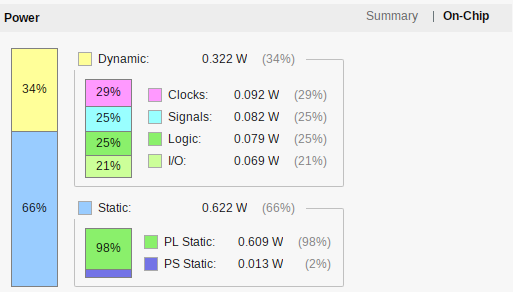 Power Summary | On-Chip
Dynamic: 0.322 W (34%)
34%
29% Clocks: 0.092 W (29%)
25% Signals: 0.082 W (25%)
25% Logic: 0.079 W (25%)
21% I/O: 0.069 W (21%)
66%
Static: 0.622 W (66%)
98% PL Static: 0.609 W (98%)
PS Static: 0.013 W (2%)